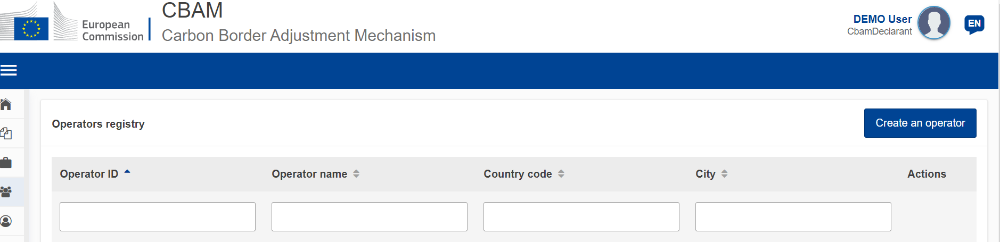 CBAM
Carbon Border Adjustment Mechanism
European
Commission
DEMO User
CbamDeclarant
EN
Operators registry
Create an operator
Operator ID
Operator name
Country code
City
Actions